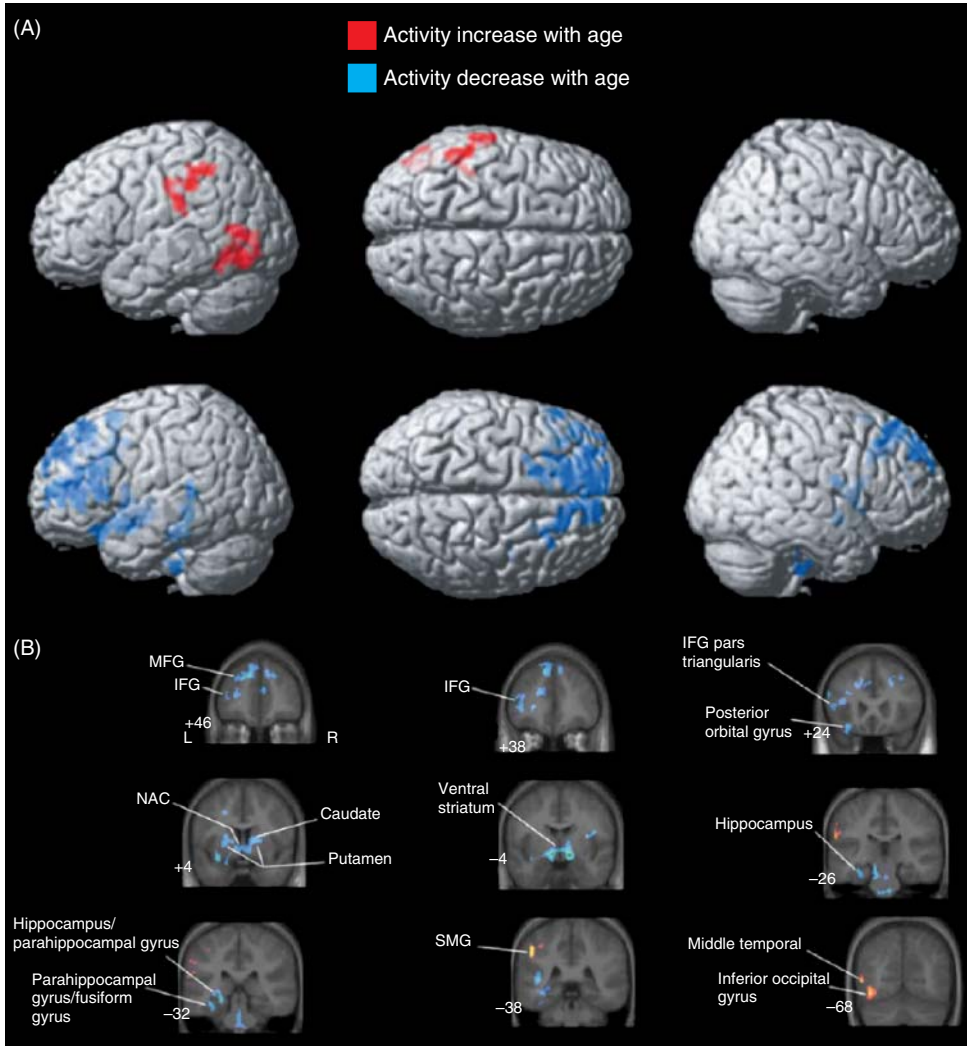 (A)
Activity increase with age
Activity decrease with age
(B)
MFG
IFG
+46
L
R
IFG
+38
IFG pars
triangularis
Posterior
orbital gyrus
+24
NAC
Caudate
Putamen
+4
Ventral
striatum
−4
Hippocampus
−26
Hippocampus/
parahippocampal gyrus
Parahippocampal
gyrus/fusiform
gyrus
−32
SMG
−38
Middle temporal
Inferior occipital
gyrus
−68